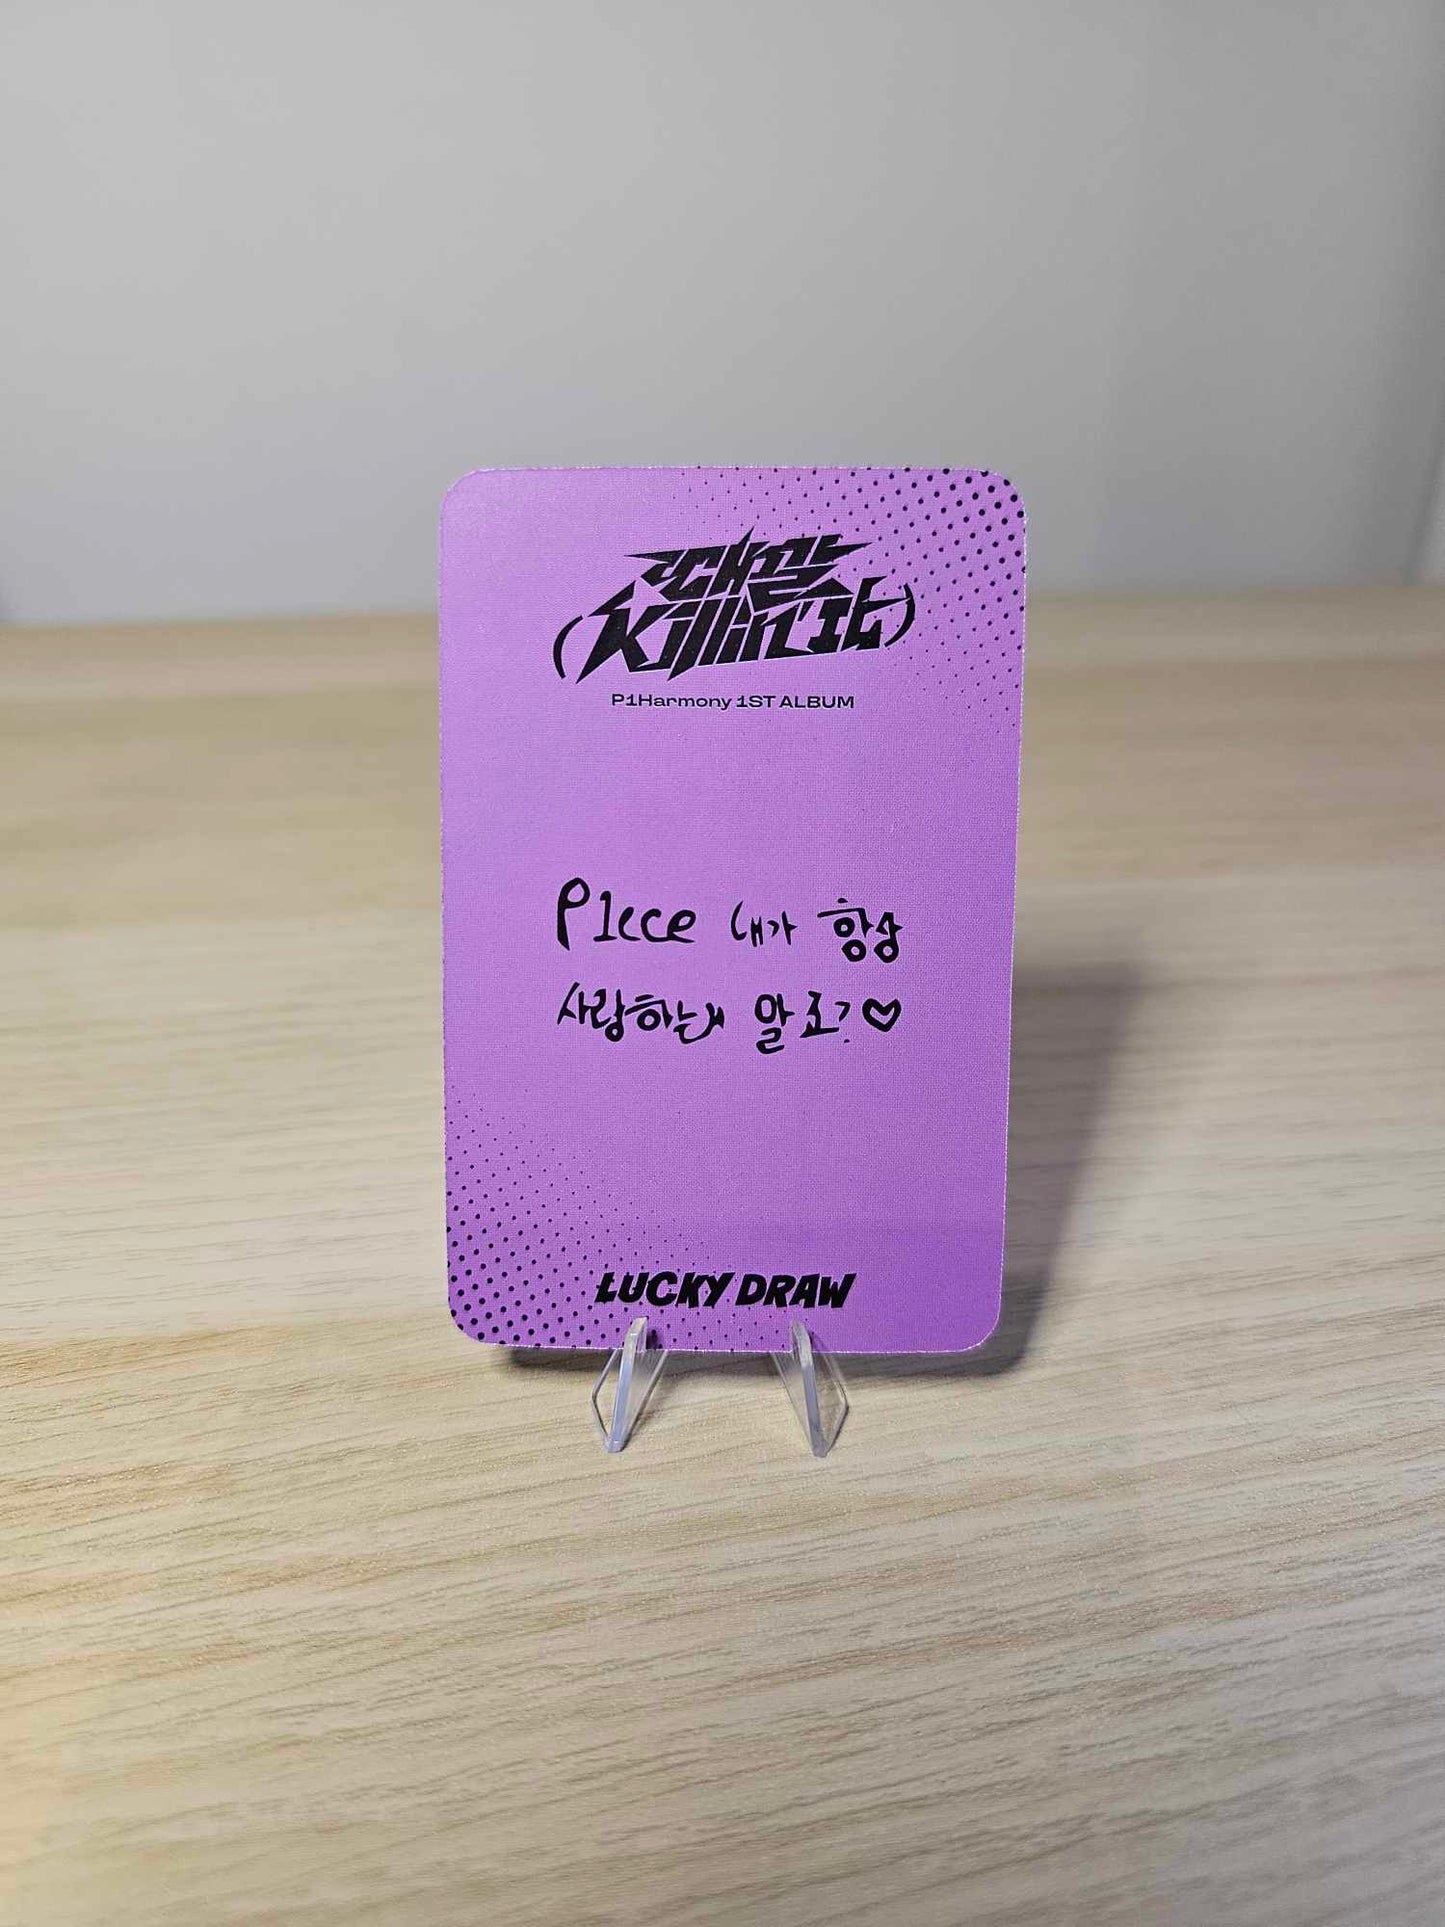 때깔
(Killin' It)
P1Harmony 1ST ALBUM
P1ece 내가 항상
사랑하는거 알죠?♡
LUCKY DRAW